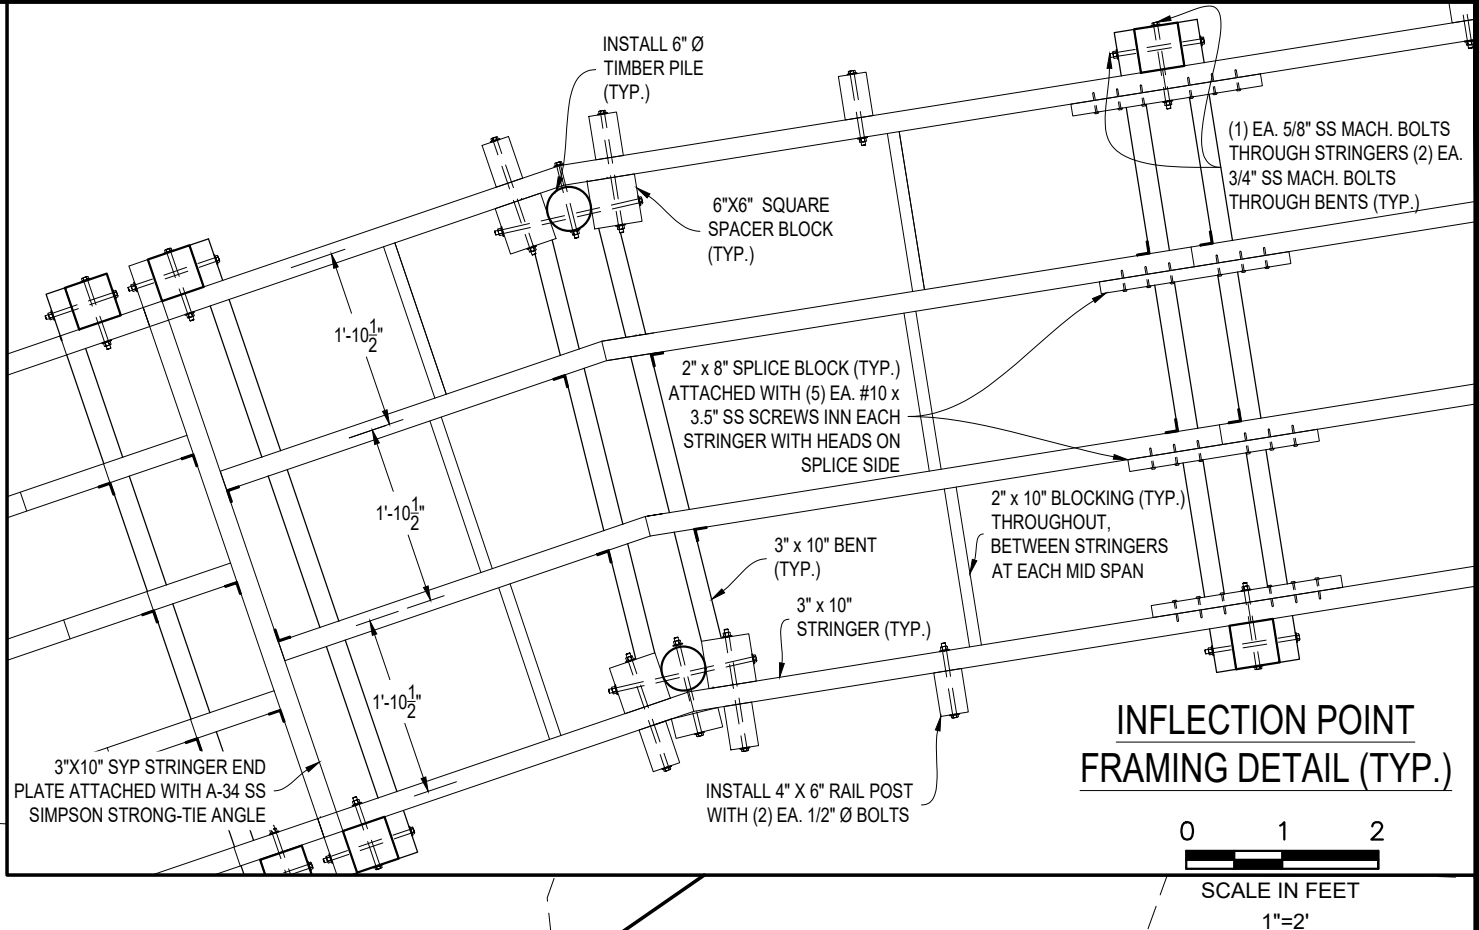 INSTALL 6" Ø
TIMBER PILE
(TYP.)
(1) EA. 5/8" SS MACH. BOLTS
THROUGH STRINGERS (2) EA.
3/4" SS MACH. BOLTS
THROUGH BENTS (TYP.)
6"X6" SQUARE
SPACER BLOCK
(TYP.)
1'-10 1/2"
2" x 8" SPLICE BLOCK (TYP.)
ATTACHED WITH (5) EA. #10 x
3.5" SS SCREWS INN EACH
STRINGER WITH HEADS ON
SPLICE SIDE
1'-10 1/2"
2" x 10" BLOCKING (TYP.)
THROUGHOUT,
BETWEEN STRINGERS
AT EACH MID SPAN
3" x 10" BENT
(TYP.)
3" x 10"
STRINGER (TYP.)
1'-10 1/2"
3"X10" SYP STRINGER END
PLATE ATTACHED WITH A-34 SS
SIMPSON STRONG-TIE ANGLE
INSTALL 4" X 6" RAIL POST
WITH (2) EA. 1/2" Ø BOLTS
INFLECTION POINT
FRAMING DETAIL (TYP.)
0 1 2
SCALE IN FEET
1"=2'